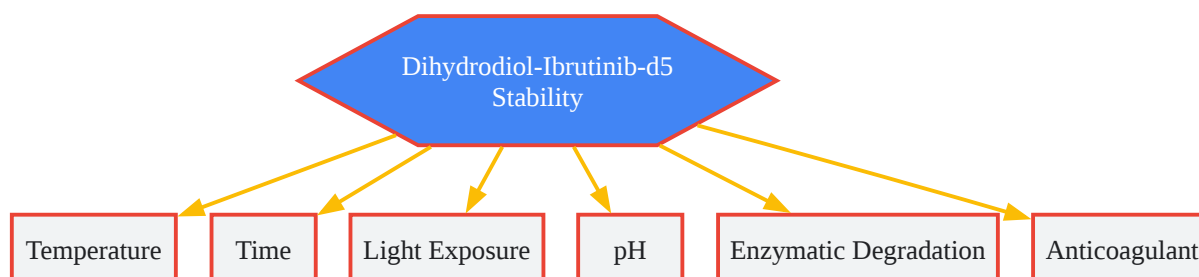 Dihydrodiol-Ibrutinib-d5
Stability
Temperature
Time
Light Exposure
pH
Enzymatic Degradation
Anticoagulant